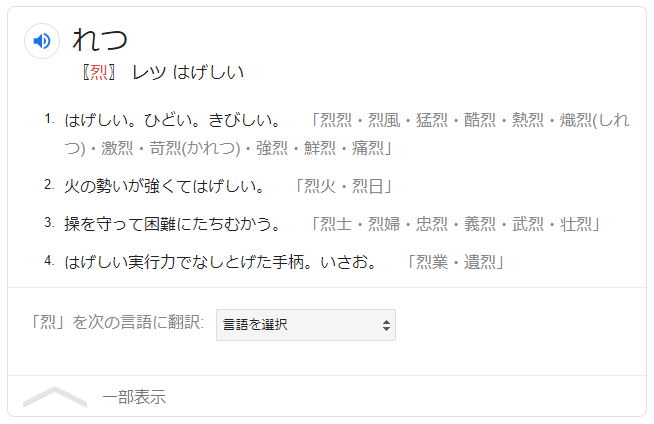 れつ
〖烈〗 レツ はげしい
1. はげしい。ひどい。きびしい。 「烈烈・烈風・猛烈・酷烈・熱烈・熾烈(しれ
つ)・激烈・苛烈(かれつ)・強烈・鮮烈・痛烈」
2. 火の勢いが強くてはげしい。 「烈火・烈日」
3. 操を守って困難にたちむかう。 「烈士・烈婦・忠烈・義烈・武烈・壮烈」
4. はげしい実行力でなしとげた手柄。いさお。 「烈業・遺烈」
「烈」を次の言語に翻訳: 言語を選択
一部表示